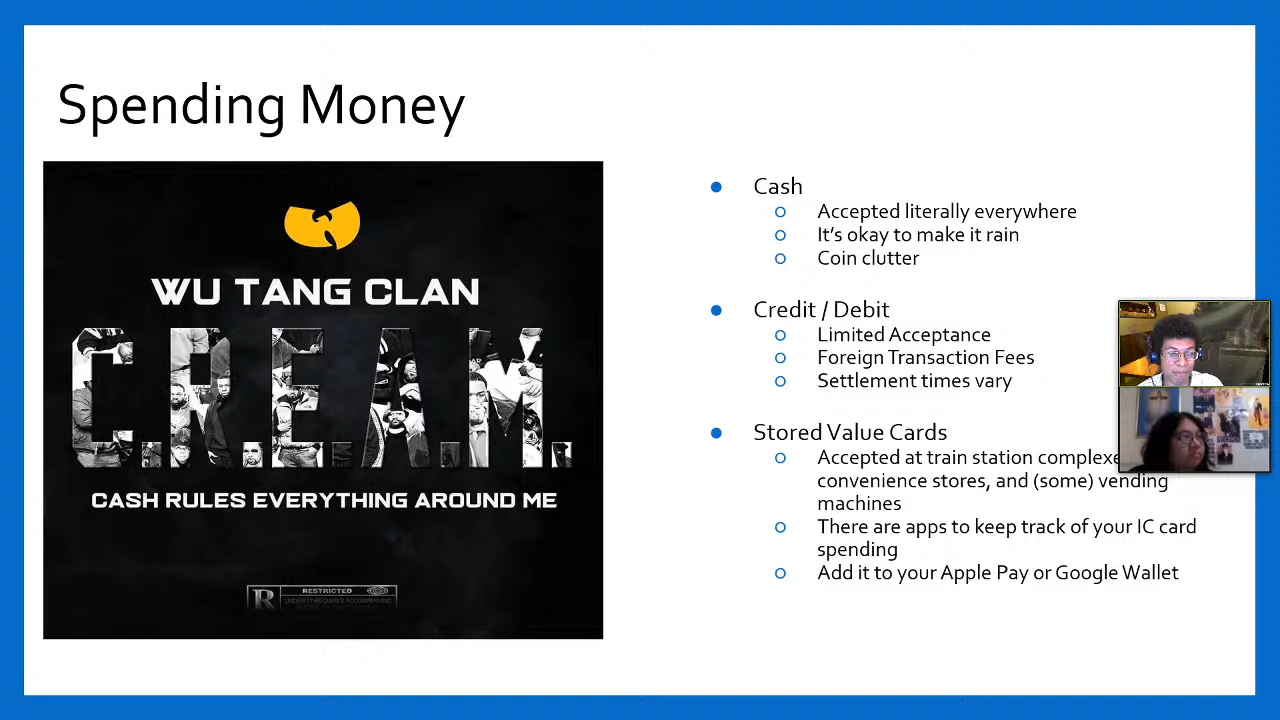 Spending Money
WU TANG CLAN
C.R.E.A.M.
CASH RULES EVERYTHING AROUND ME
R
RESTRICTED
● Cash
o Accepted literally everywhere
o It's okay to make it rain
o Coin clutter
● Credit / Debit
o Limited Acceptance
o Foreign Transaction Fees
o Settlement times vary
● Stored Value Cards
o Accepted at train station complexe
convenience stores, and (some) vending
machines
o There are apps to keep track of your IC card
spending
o Add it to your Apple Pay or Google Wallet